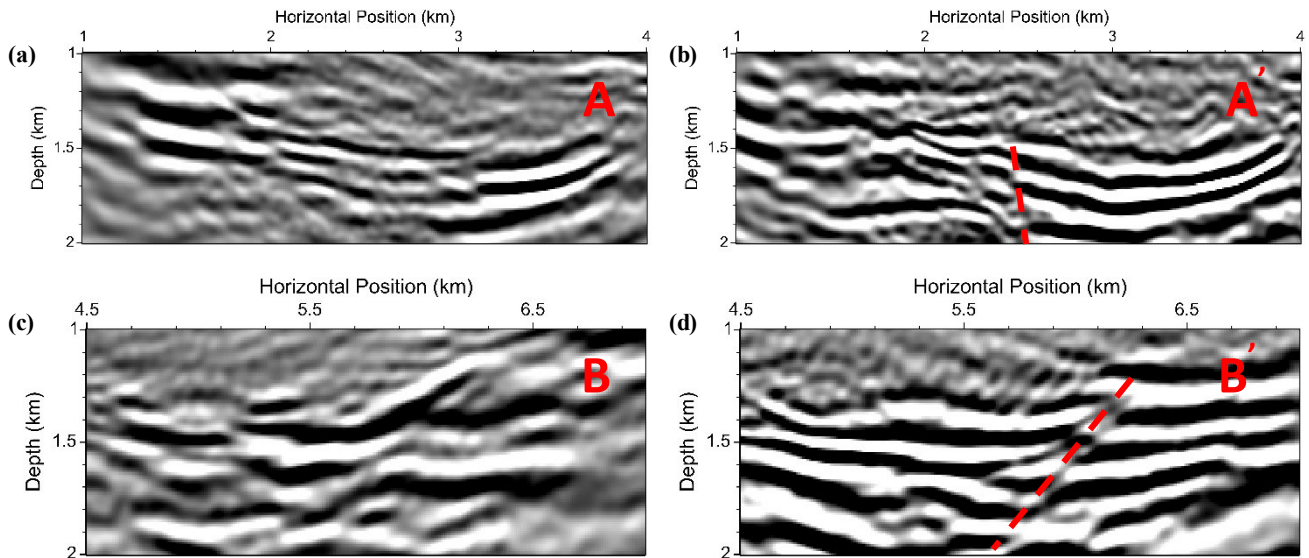 Horizontal Position (km)
1 2 3 4
(a)
Depth (km)
1
1.5
2
A
Horizontal Position (km)
1 2 3 4
(b)
Depth (km)
1
1.5
2
A'
Horizontal Position (km)
4.5 5.5 6.5
(c)
Depth (km)
1
1.5
2
B
Horizontal Position (km)
4.5 5.5 6.5
(d)
Depth (km)
1
1.5
2
B'